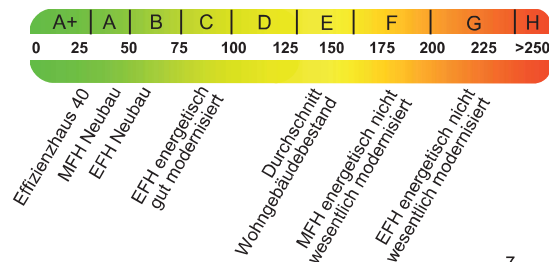 A+ A B C D E F G H
0 25 50 75 100 125 150 175 200 225 >250
Effizienzhaus 40
MFH Neubau
EFH Neubau
EFH energetisch
gut modernisiert
Durchschnitt
Wohngebäudebestand
MFH energetisch nicht
wesentlich modernisiert
EFH energetisch nicht
wesentlich modernisiert
7